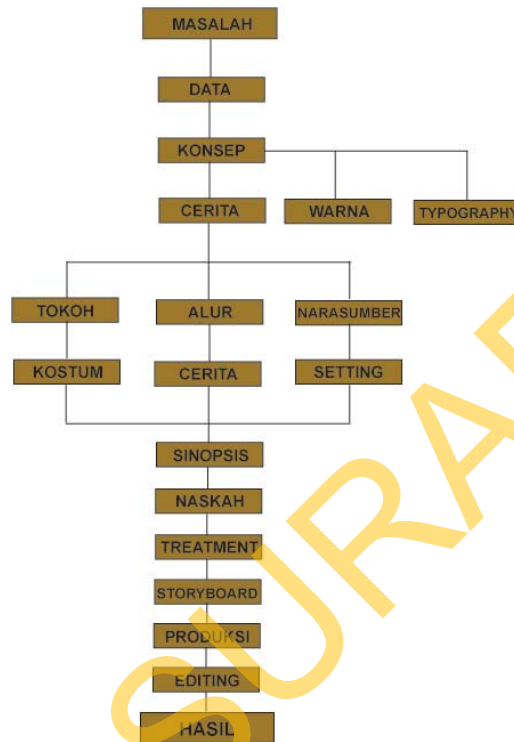 MASALAH
DATA
KONSEP
CERITA
WARNA
TYPOGRAPHY
TOKOH
ALUR
NARASUMBER
KOSTUM
CERITA
SETTING
SINOPSIS
NASKAH
TREATMENT
STORYBOARD
PRODUKSI
EDITING
HASIL